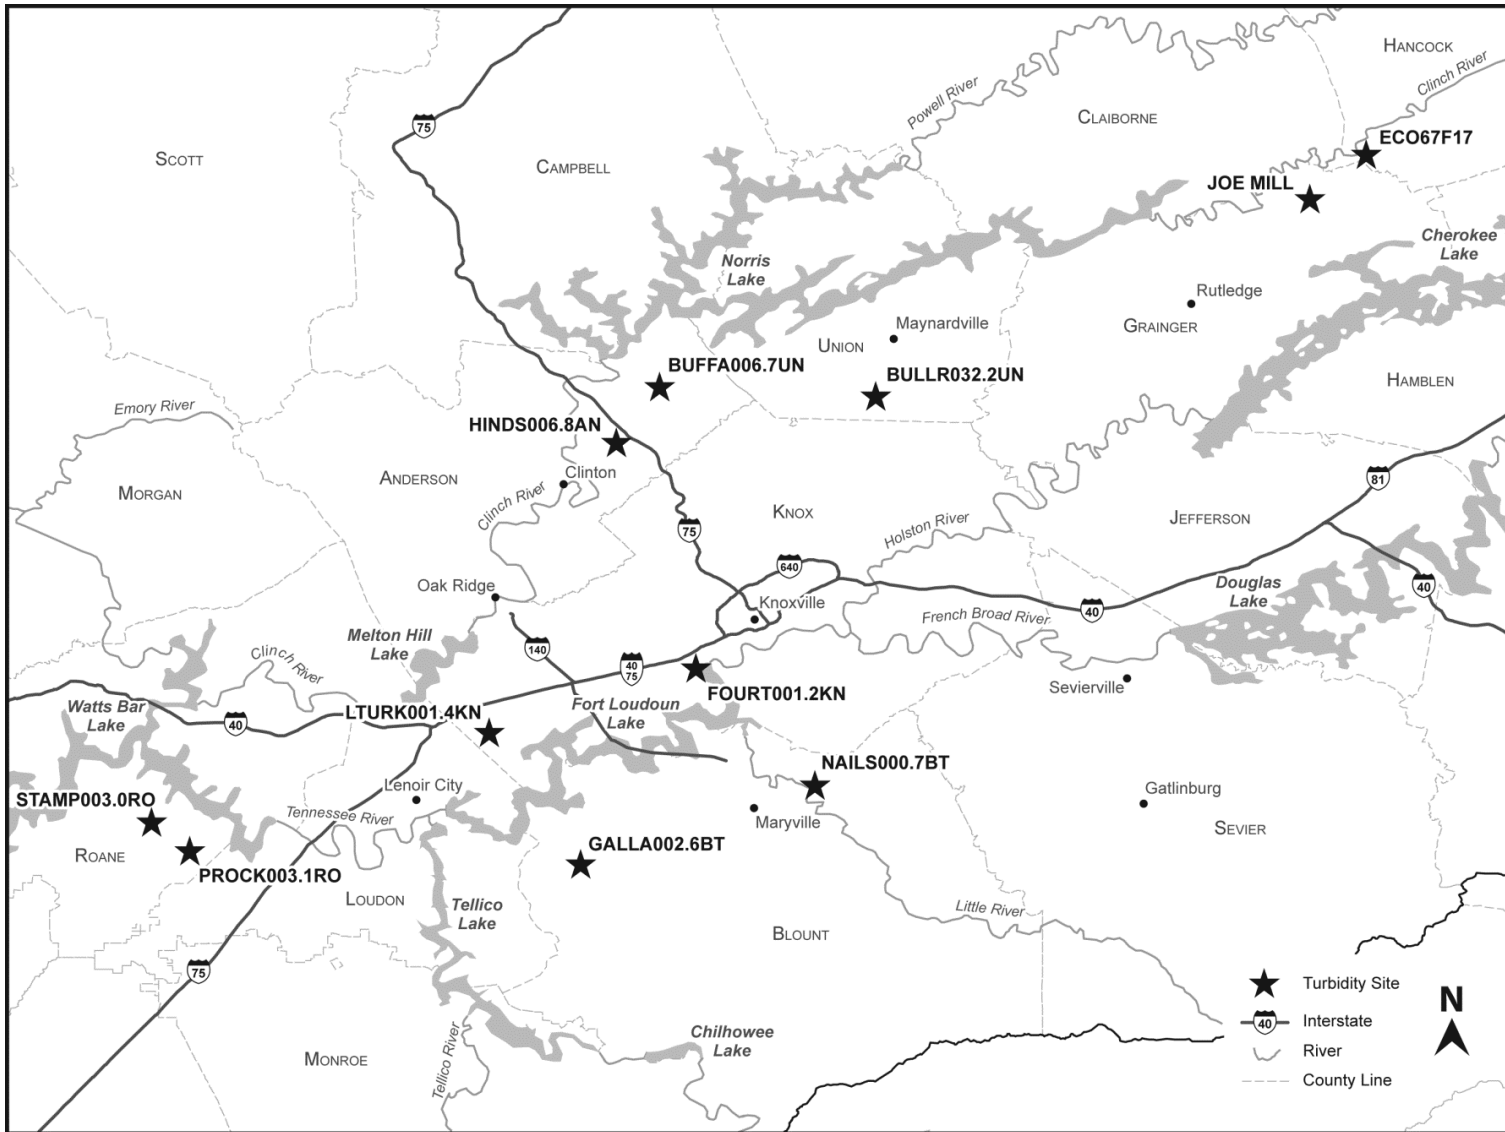 HANCOCK
Clinch River
Powell River
CLAIBORNE
75
ECO67F17
SCOTT
CAMPBELL
JOE MILL
Cherokee
Lake
Norris
Lake
Rutledge
Maynardville
GRAINGER
UNION
BUFFA006.7UN
BULLR032.2UN
HAMBLEN
Emory River
HINDS006.8AN
Clinton
ANDERSON
81
MORGAN
Clinch River
KNOX
JEFFERSON
Holston River
75
640
Oak Ridge
Douglas
Lake
40
Knoxville
40
French Broad River
Melton Hill
Lake
140
Clinch River
40
75
Sevierville
FOURT001.2KN
Watts Bar
Lake
LTURK001.4KN
Fort Loudoun
Lake
40
NAILS000.7BT
Lenoir City
Gatlinburg
STAMP003.0RO
Tennessee River
Maryville
SEVIER
GALLA002.6BT
ROANE
PROCK003.1RO
LOUDON
Tellico
Lake
Little River
BLOUNT
75
Turbidity Site
N
40
Interstate
Chilhowee
Lake
River
MONROE
Tellico River
County Line